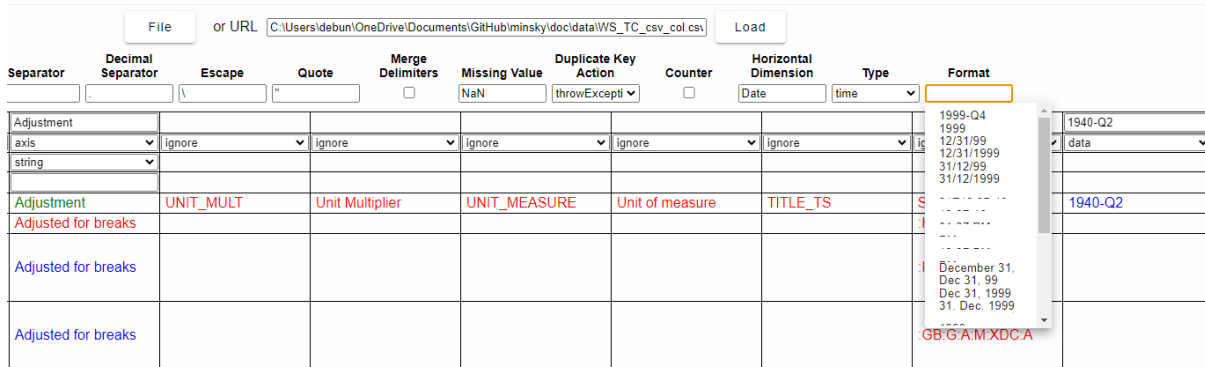 File or URL C:\Users\debun\OneDrive\Documents\GitHub\minsky\doc\data\WS_TC_csv_col.csv Load
Separator Decimal Separator Escape Quote Merge Delimiters Missing Value Duplicate Key Action Counter Horizontal Dimension Type Format
. \ " NaN throwExcepti Date time
1999-Q4
1999
12/31/99
12/31/1999
31/12/99
31/12/1999
December 31,
Dec 31, 99
Dec 31, 1999
31. Dec. 1999
Adjustment 1940-Q2
axis ignore ignore ignore ignore ignore data
string
Adjustment UNIT_MULT Unit Multiplier UNIT_MEASURE Unit of measure TITLE_TS 1940-Q2
Adjusted for breaks
Adjusted for breaks
Adjusted for breaks :GB:G:A:M:XDC:A